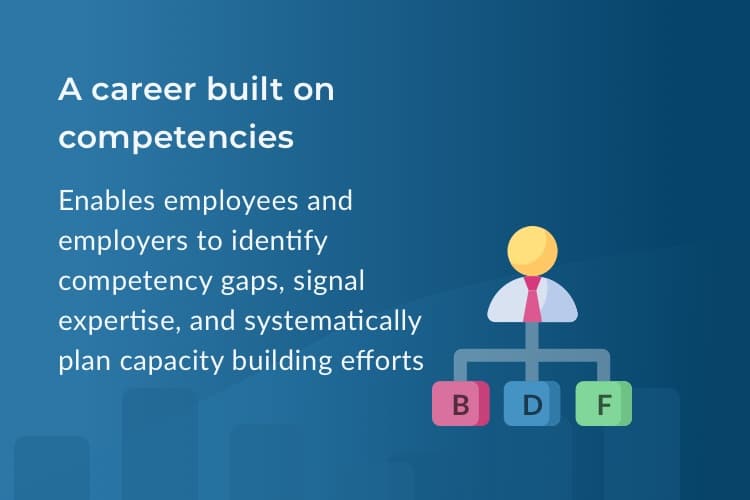 A career built on
competencies
Enables employees and
employers to identify
competency gaps, signal
expertise, and systematically
plan capacity building efforts
B D F